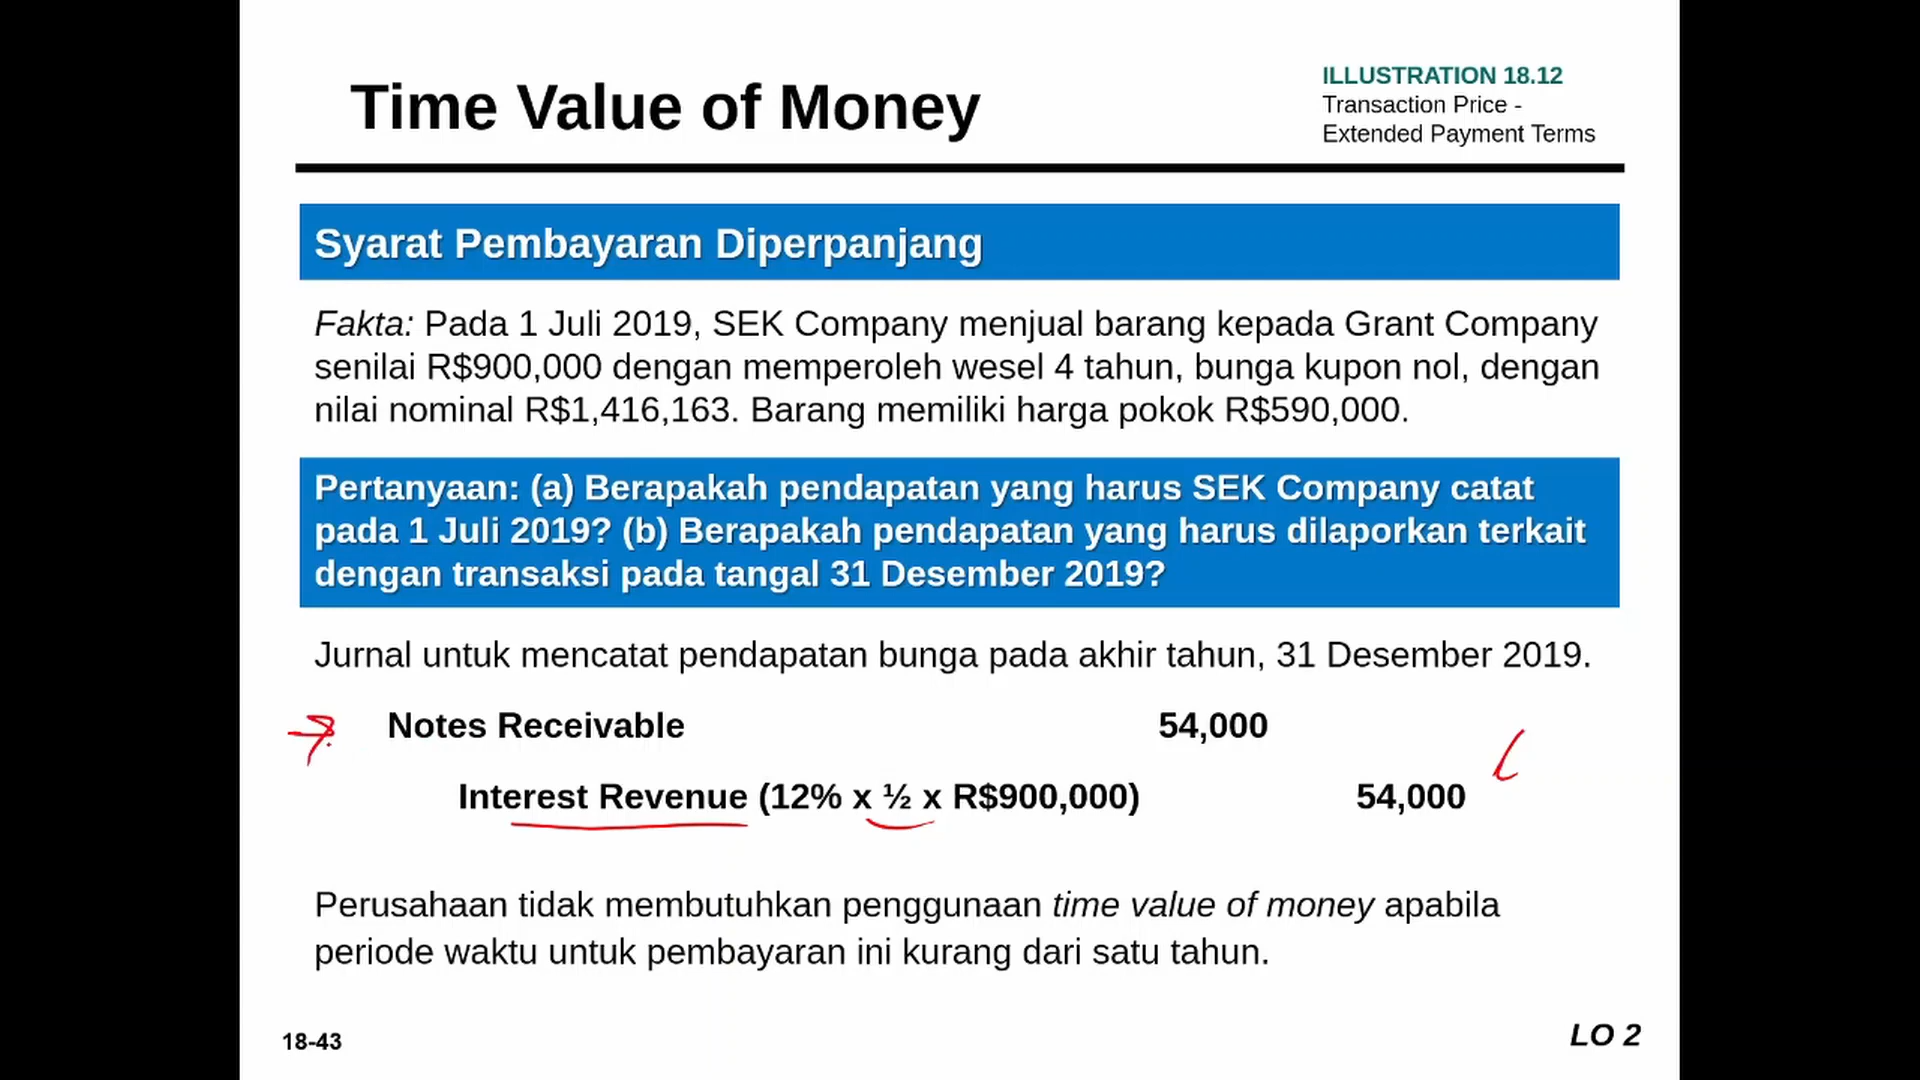 Time Value of Money
ILLUSTRATION 18.12
Transaction Price -
Extended Payment Terms
Syarat Pembayaran Diperpanjang
Fakta: Pada 1 Juli 2019, SEK Company menjual barang kepada Grant Company
senilai R$900,000 dengan memperoleh wesel 4 tahun, bunga kupon nol, dengan
nilai nominal R$1,416,163. Barang memiliki harga pokok R$590,000.
Pertanyaan: (a) Berapakah pendapatan yang harus SEK Company catat
pada 1 Juli 2019? (b) Berapakah pendapatan yang harus dilaporkan terkait
dengan transaksi pada tangal 31 Desember 2019?
Jurnal untuk mencatat pendapatan bunga pada akhir tahun, 31 Desember 2019.
Notes Receivable 54,000
Interest Revenue (12% x ½ x R$900,000) 54,000
Perusahaan tidak membutuhkan penggunaan time value of money apabila
periode waktu untuk pembayaran ini kurang dari satu tahun.
18-43
LO 2